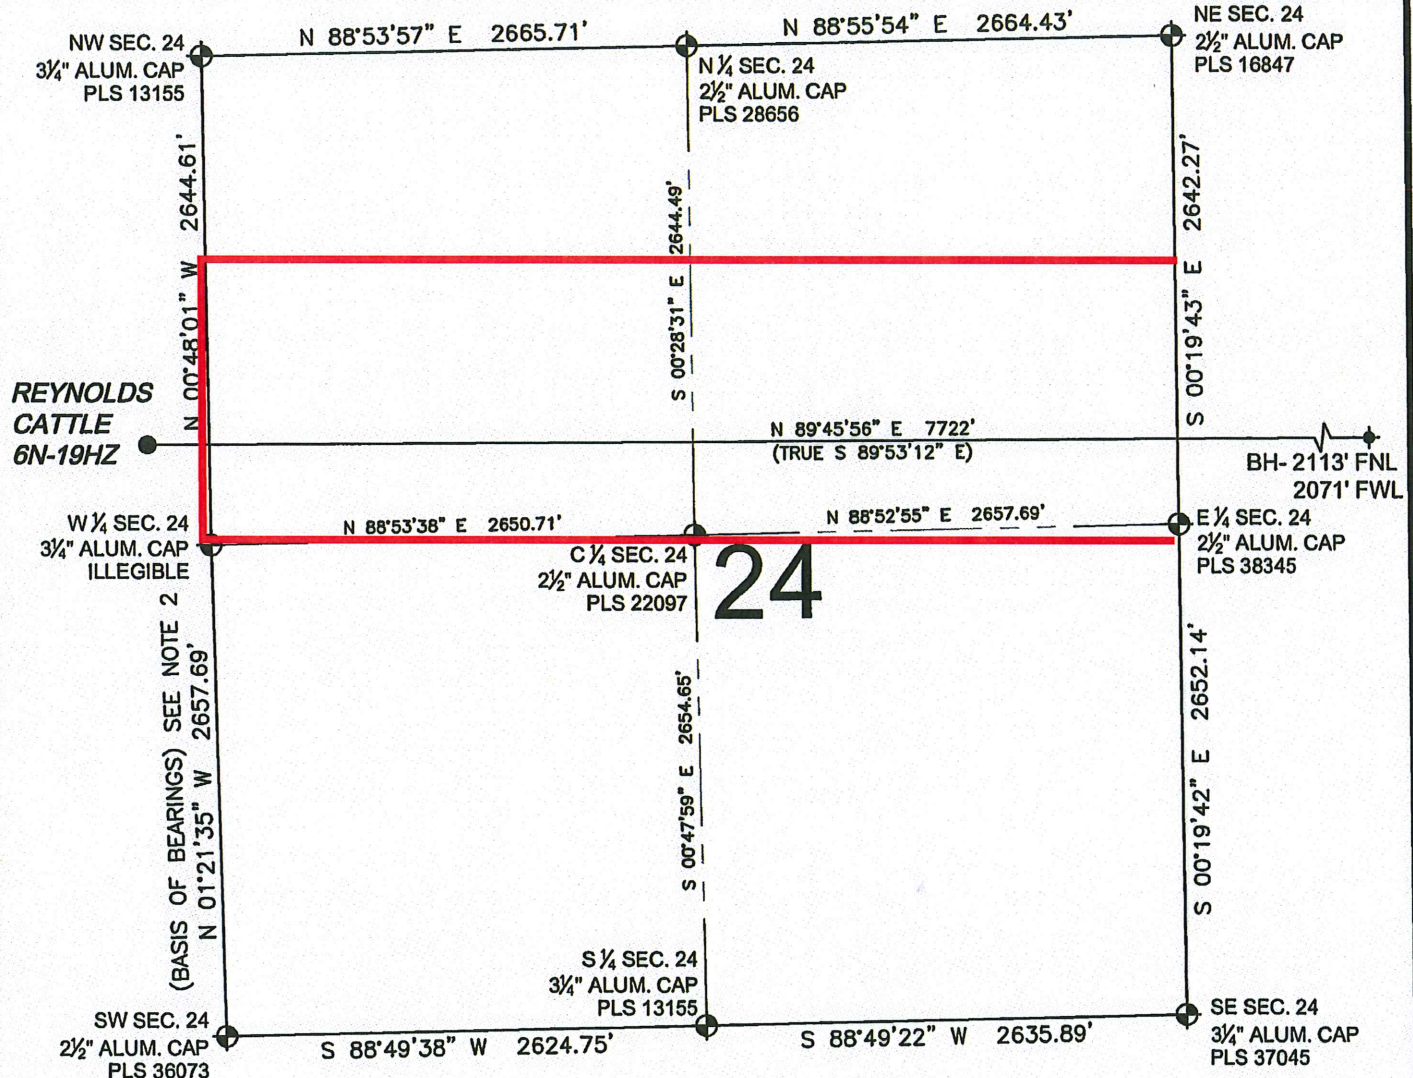 NW SEC. 24
3¼" ALUM. CAP
PLS 13155
N 88°53'57" E 2665.71'
N 88°55'54" E 2664.43'
NE SEC. 24
2½" ALUM. CAP
PLS 16847
N ¼ SEC. 24
2½" ALUM. CAP
PLS 28656
N 00°48'01" W 2644.61'
S 00°28'31" E 2644.49'
S 00°19'43" E 2642.27'
REYNOLDS
CATTLE
6N-19HZ
N 89°45'56" E 7722'
(TRUE S 89°53'12" E)
BH- 2113' FNL
2071' FWL
W ¼ SEC. 24
3¼" ALUM. CAP
ILLEGIBLE
N 88°53'38" E 2650.71'
N 88°52'55" E 2657.69'
E ¼ SEC. 24
2½" ALUM. CAP
PLS 38345
C ¼ SEC. 24
2½" ALUM. CAP
PLS 22097
24
(BASIS OF BEARINGS) SEE NOTE 2
N 01°21'35" W 2657.69'
S 00°47'59" E 2654.65'
S 00°19'42" E 2652.14'
S ¼ SEC. 24
3¼" ALUM. CAP
PLS 13155
SW SEC. 24
2½" ALUM. CAP
PLS 36073
S 88°49'38" W 2624.75'
S 88°49'22" W 2635.89'
SE SEC. 24
3¼" ALUM. CAP
PLS 37045